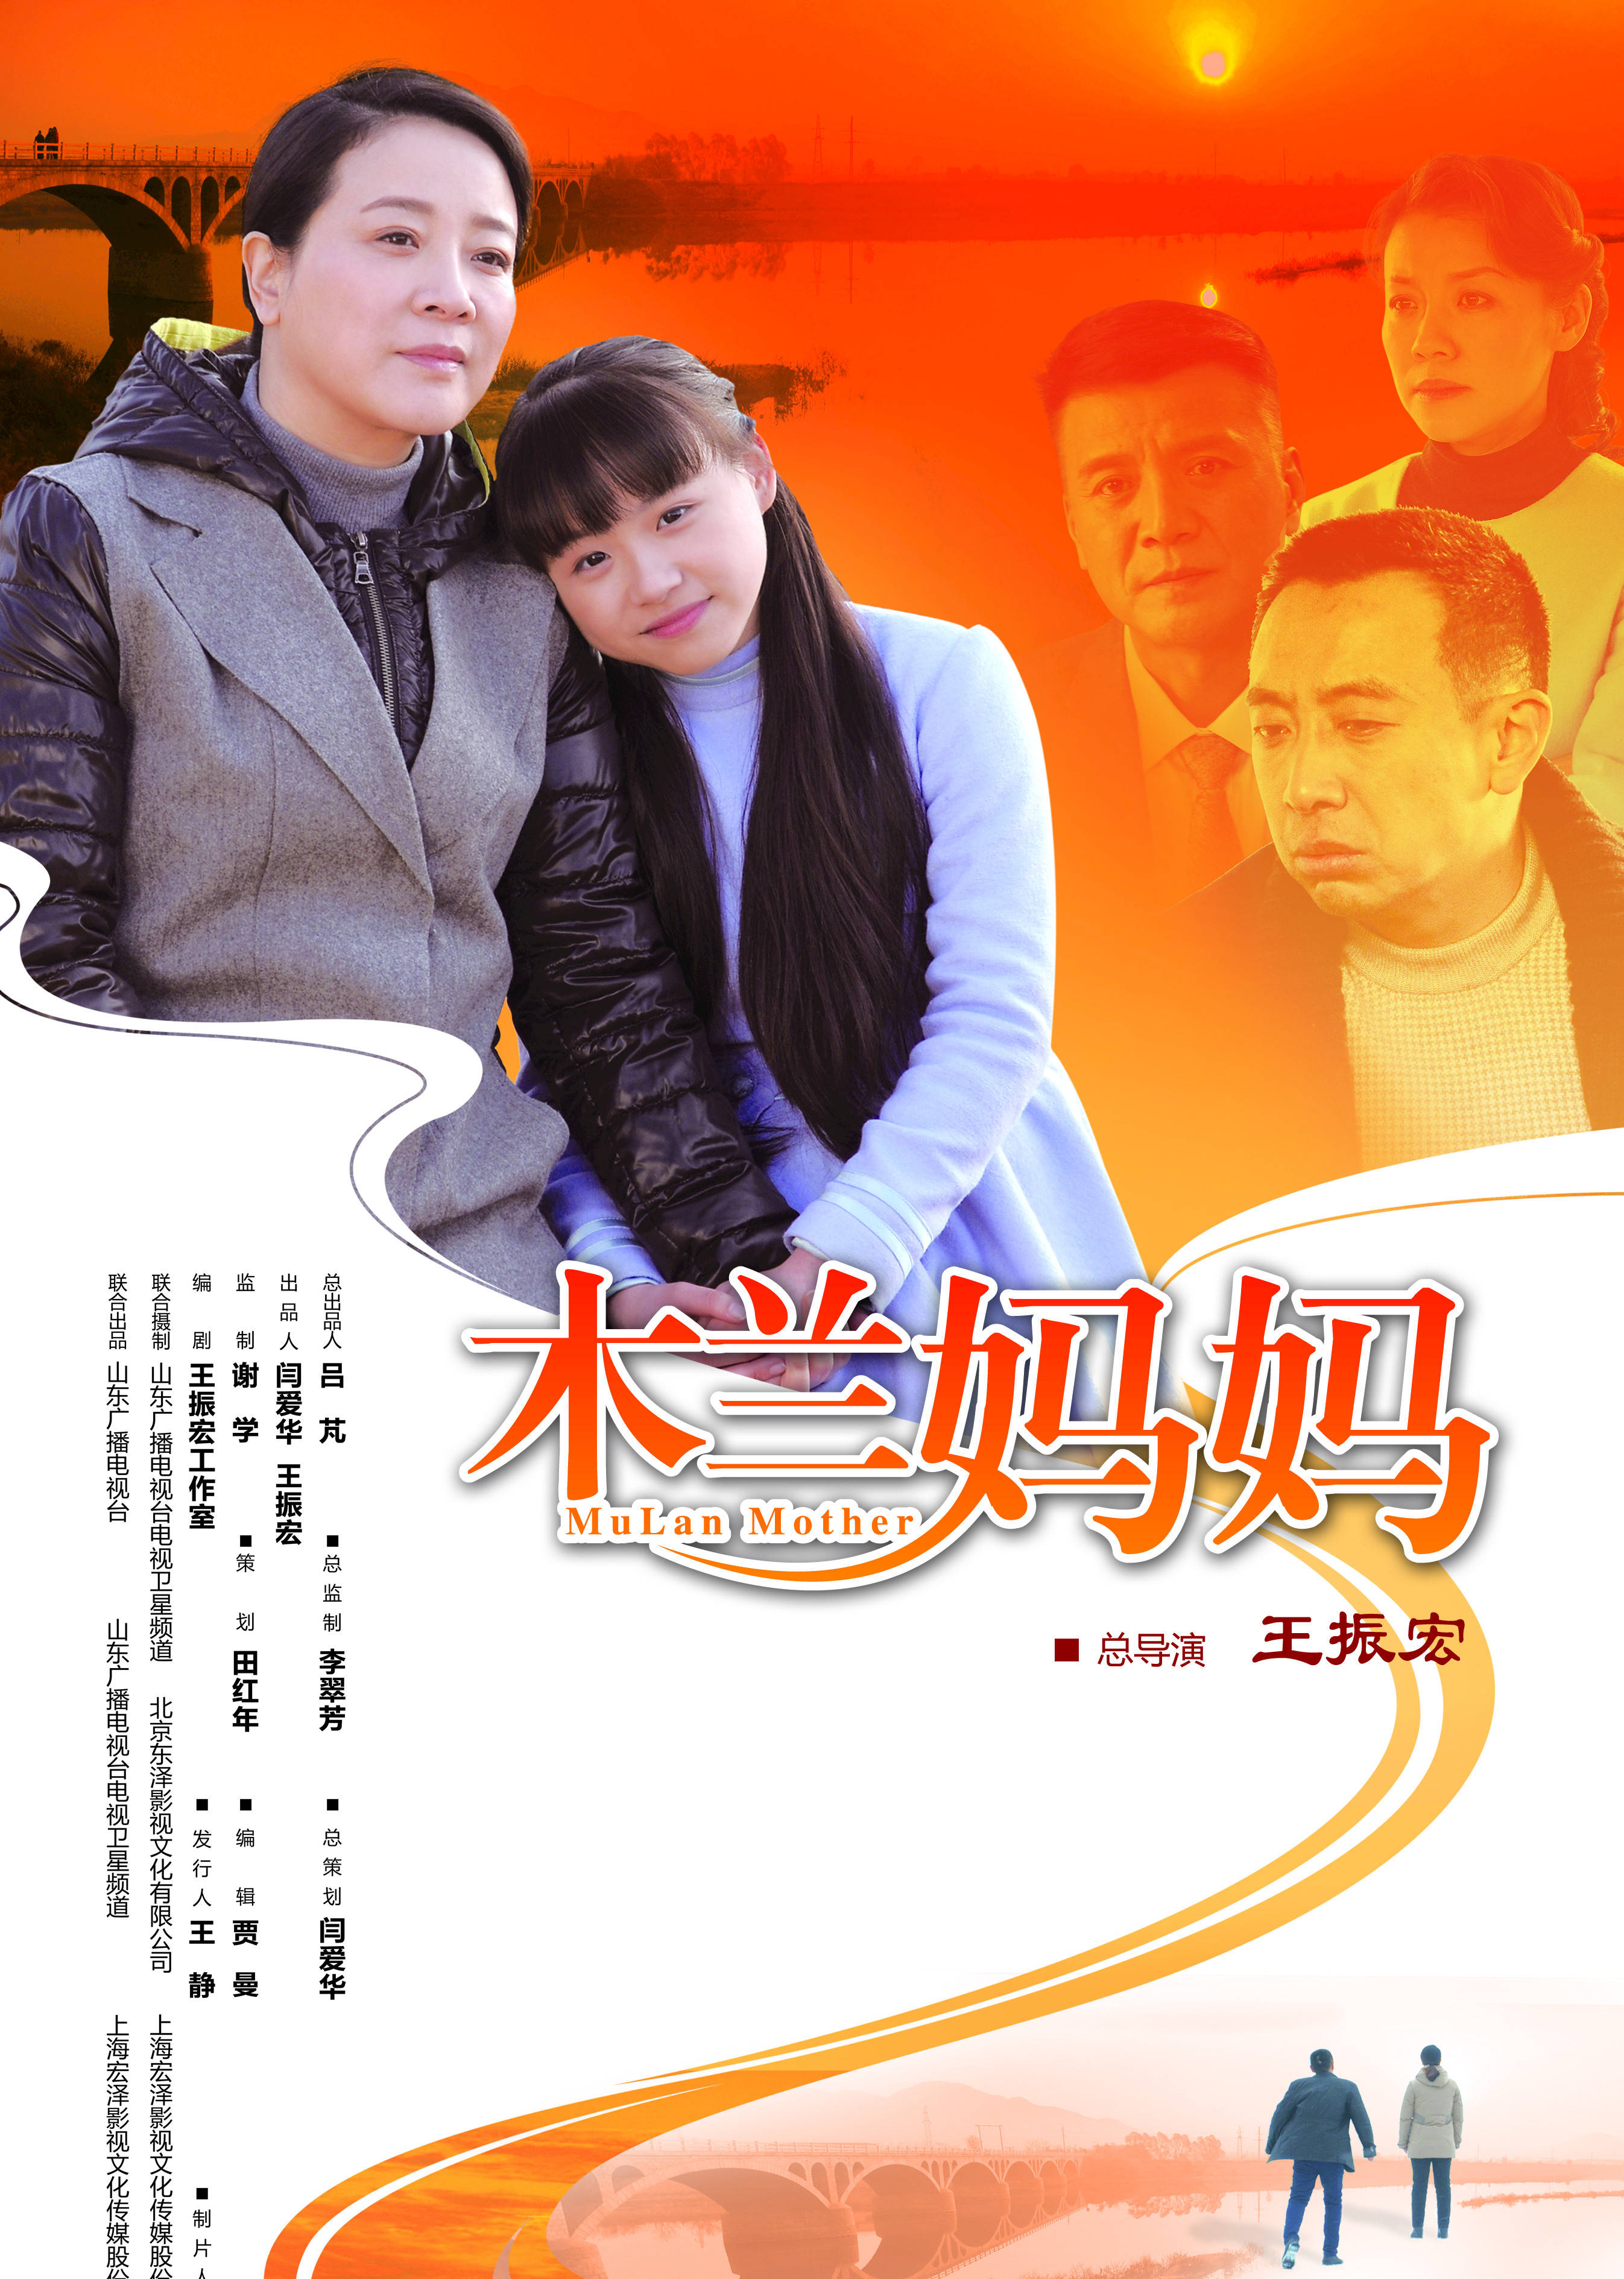 木兰妈妈
MuLan Mother
■ 总导演 王振宏
总出品人 吕芃 ■ 总监制 李翠芳 ■ 总策划 闫爱华
出品人 闫爱华 王振宏
监制 谢学 ■ 策划 田红年 ■ 编辑 贾曼
编剧 王振宏工作室 ■ 发行人 王静 ■ 制片人
联合摄制 山东广播电视台电视卫星频道 北京东泽影视文化有限公司 上海宏泽影视文化传媒股份
联合出品 山东广播电视台 山东广播电视台电视卫星频道 上海宏泽影视文化传媒股份